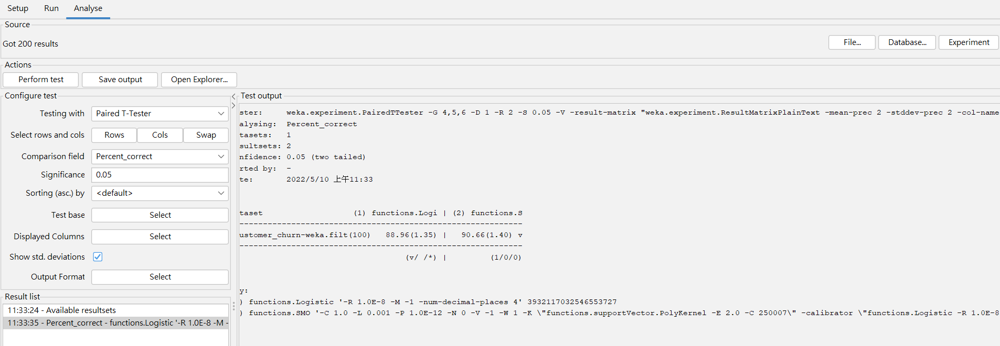 Setup Run Analyse
Source
Got 200 results
File... Database... Experiment
Actions
Perform test Save output Open Explorer...
Configure test
Testing with Paired T-Tester
Select rows and cols Rows Cols Swap
Comparison field Percent_correct
Significance 0.05
Sorting (asc.) by <default>
Test base Select
Displayed Columns Select
Show std. deviations
Output Format Select
Result list
11:33:24 - Available resultsets
11:33:35 - Percent_correct - functions.Logistic '-R 1.0E-8 -M -
Test output
ster: weka.experiment.PairedTTester -G 4,5,6 -D 1 -R 2 -S 0.05 -V -result-matrix "weka.experiment.ResultMatrixPlainText -mean-prec 2 -stddev-prec 2 -col-name
alysing: Percent_correct
tasets: 1
sultsets: 2
nfidence: 0.05 (two tailed)
rted by: -
te: 2022/5/10 上午11:33
taset (1) functions.Logi | (2) functions.S
------------------------------------------------------------
ustomer_churn-weka.filt(100) 88.96(1.35) | 90.66(1.40) v
------------------------------------------------------------
(v/ /*) | (1/0/0)
y:
) functions.Logistic '-R 1.0E-8 -M -1 -num-decimal-places 4' 3932117032546553727
) functions.SMO '-C 1.0 -L 0.001 -P 1.0E-12 -N 0 -V -1 -W 1 -K \"functions.supportVector.PolyKernel -E 2.0 -C 250007\" -calibrator \"functions.Logistic -R 1.0E-8